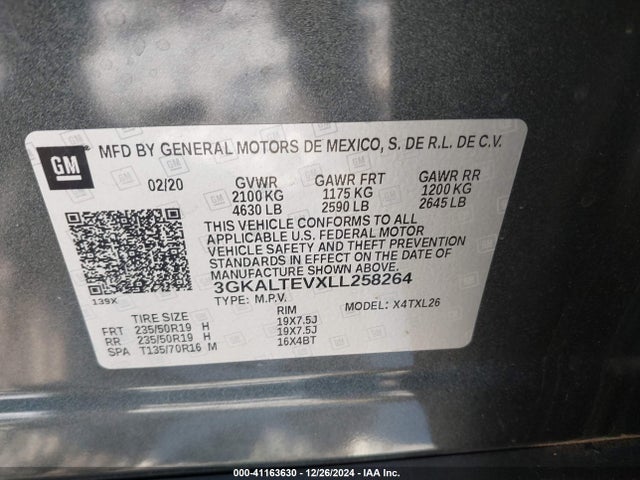 GM MFD BY GENERAL MOTORS DE MEXICO, S. DE R.L. DE C.V.
02/20 GVWR GAWR FRT GAWR RR
2100 KG 1175 KG 1200 KG
4630 LB 2590 LB 2645 LB
THIS VEHICLE CONFORMS TO ALL
APPLICABLE U.S. FEDERAL MOTOR
VEHICLE SAFETY AND THEFT PREVENTION
STANDARDS IN EFFECT ON THE DATE OF
MANUFACTURE SHOWN ABOVE.
139X
3GKALTEVXLL258264
TYPE: M.P.V. MODEL: X4TXL26
TIRE SIZE RIM
FRT 235/50R19 H 19X7.5J
RR 235/50R19 H 19X7.5J
SPA T135/70R16 M 16X4BT
000-41163630 - 12/26/2024 - IAA Inc.